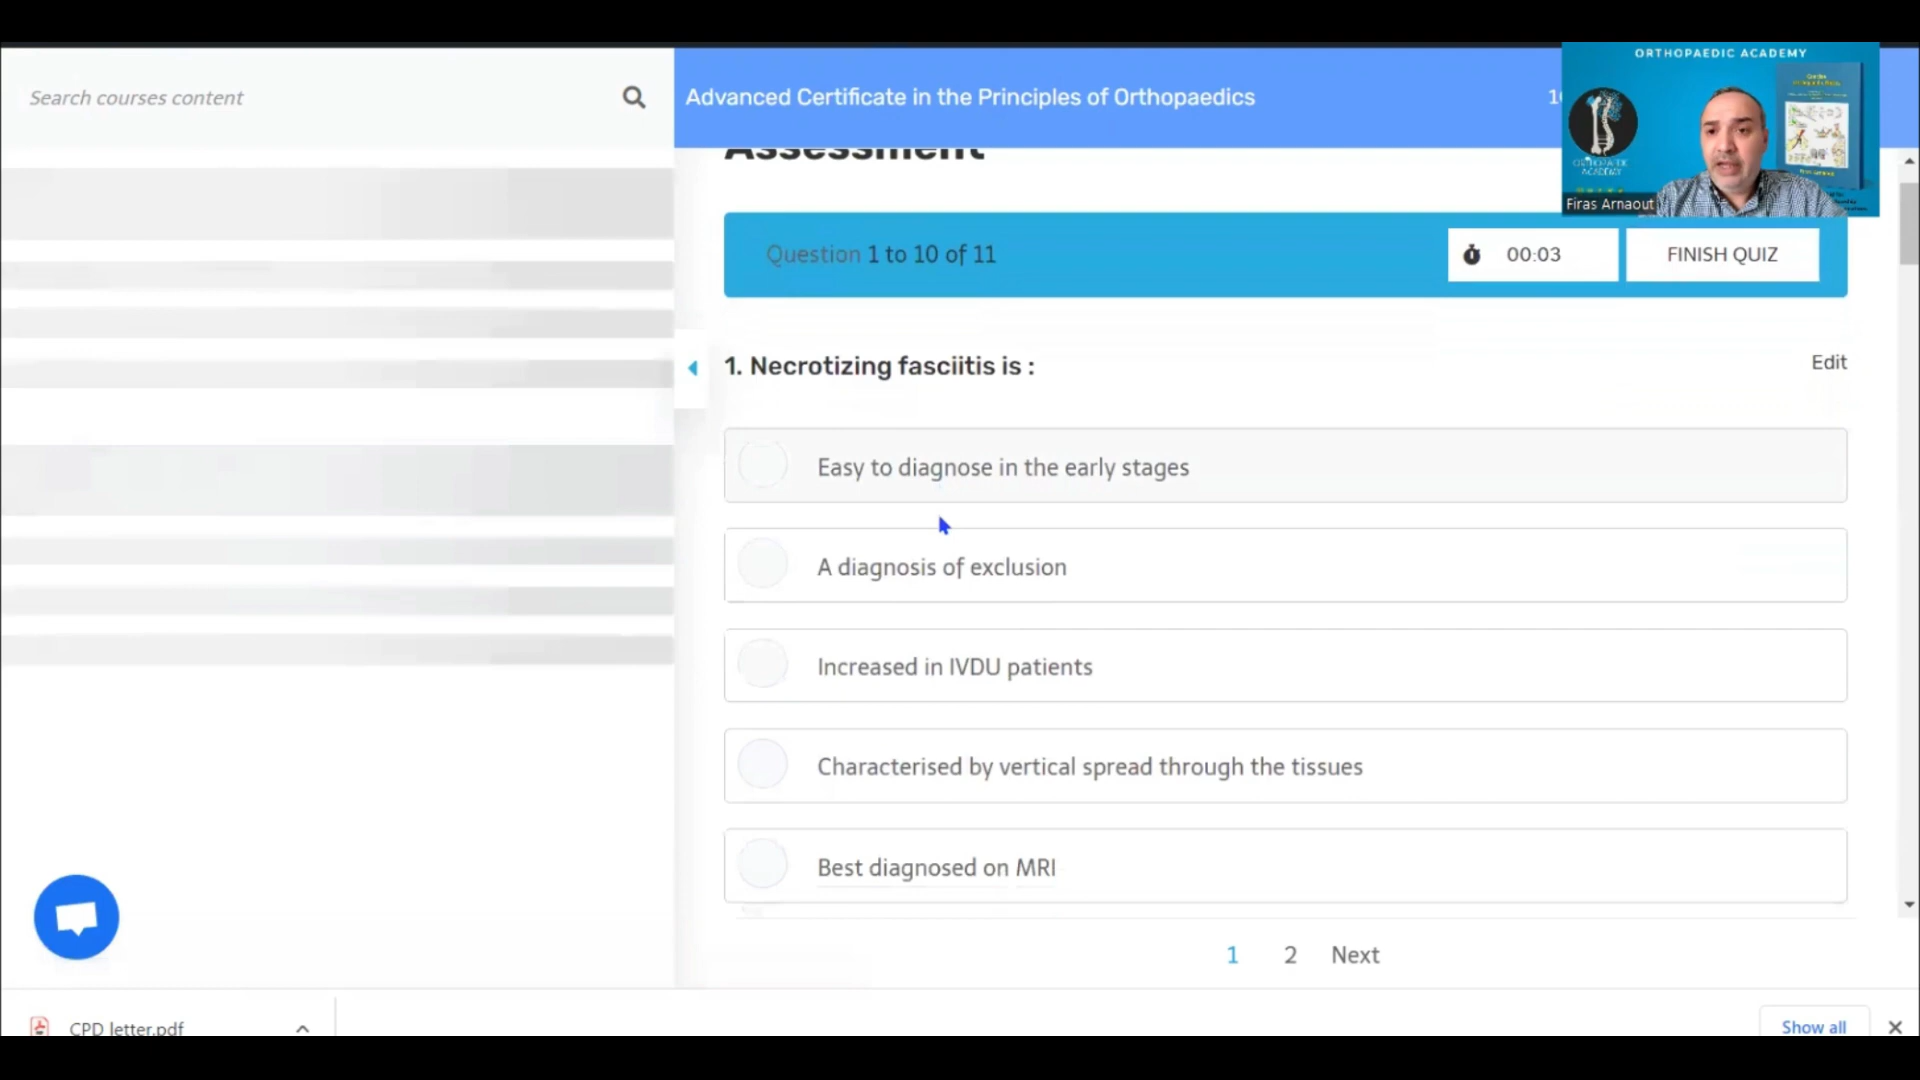 ORTHOPAEDIC ACADEMY
Search courses content
Advanced Certificate in the Principles of Orthopaedics
ORTHOPAEDIC
ACADEMY
Firas Arnaout
Assessment
Question 1 to 10 of 11
00:03
FINISH QUIZ
1. Necrotizing fasciitis is :
Edit
Easy to diagnose in the early stages
A diagnosis of exclusion
Increased in IVDU patients
Characterised by vertical spread through the tissues
Best diagnosed on MRI
1 2 Next
CPD letter.pdf
Show all